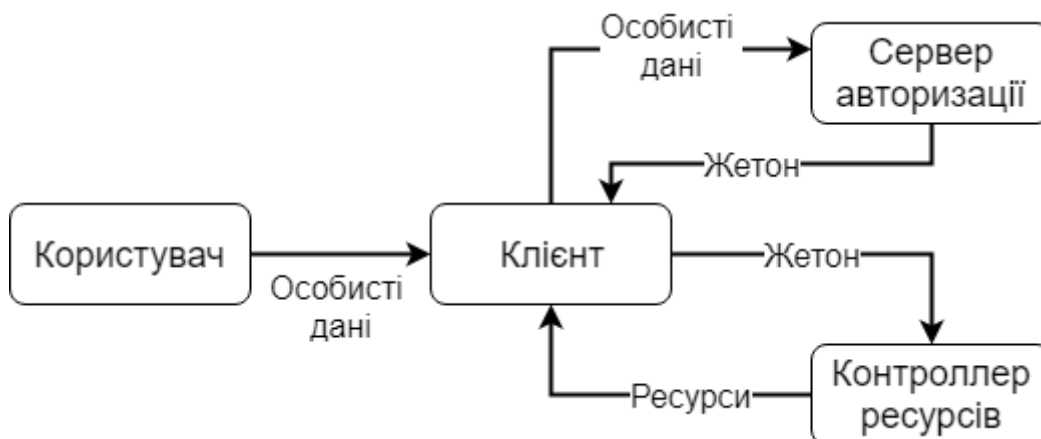 Особисті
дані
Сервер
авторизації
Жетон
Користувач
Клієнт
Жетон
Особисті
дані
Ресурси
Контроллер
ресурсів